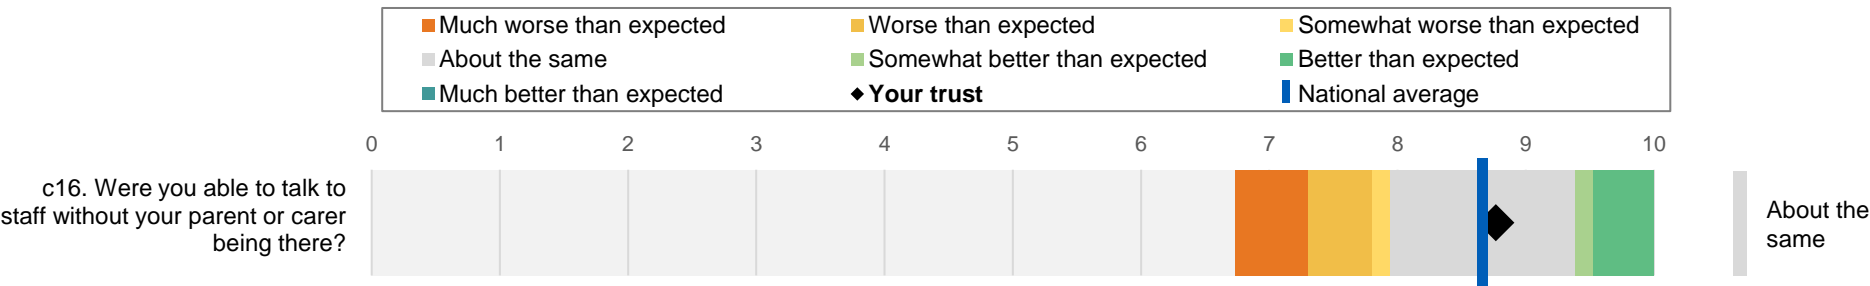 Much worse than expected
Worse than expected
Somewhat worse than expected
About the same
Somewhat better than expected
Better than expected
Much better than expected
Your trust
National average
0 1 2 3 4 5 6 7 8 9 10
c16. Were you able to talk to
staff without your parent or carer
being there?
About the
same